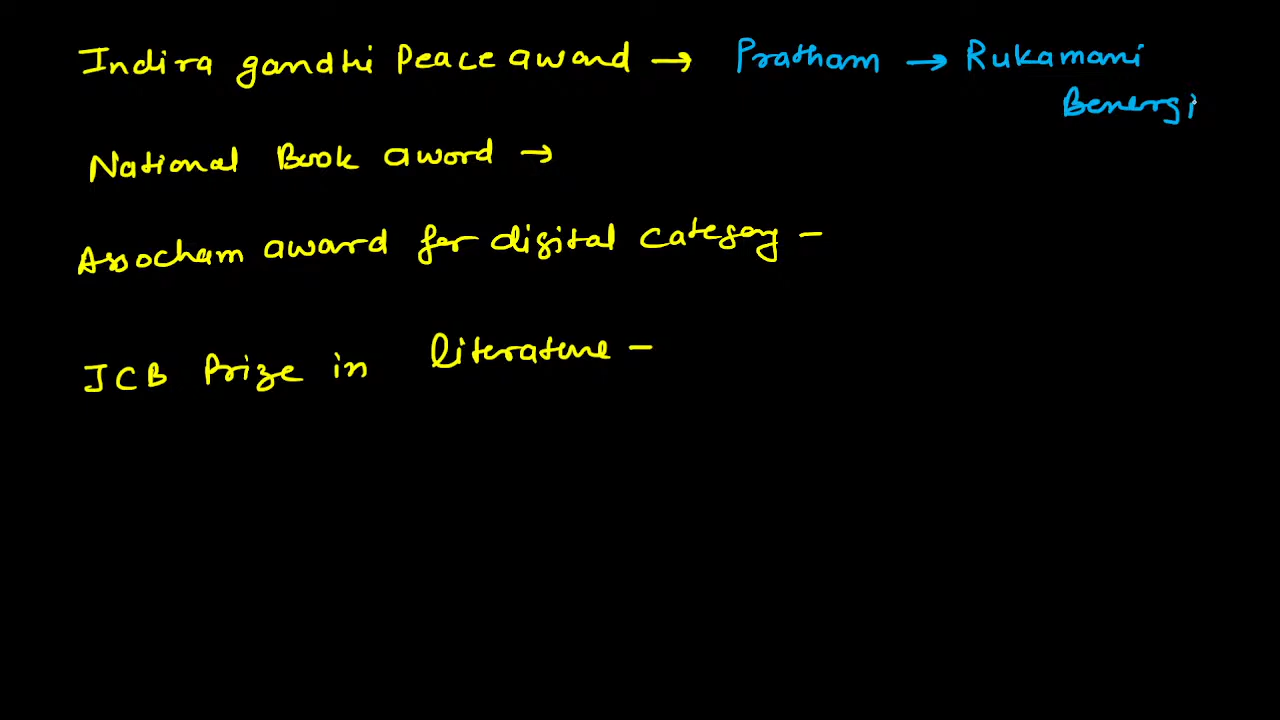 Indira gandhi Peace award → Pratham → Rukamani
Benergi
National Book award →
Assocham award for digital category -
JCB Prize in literature -